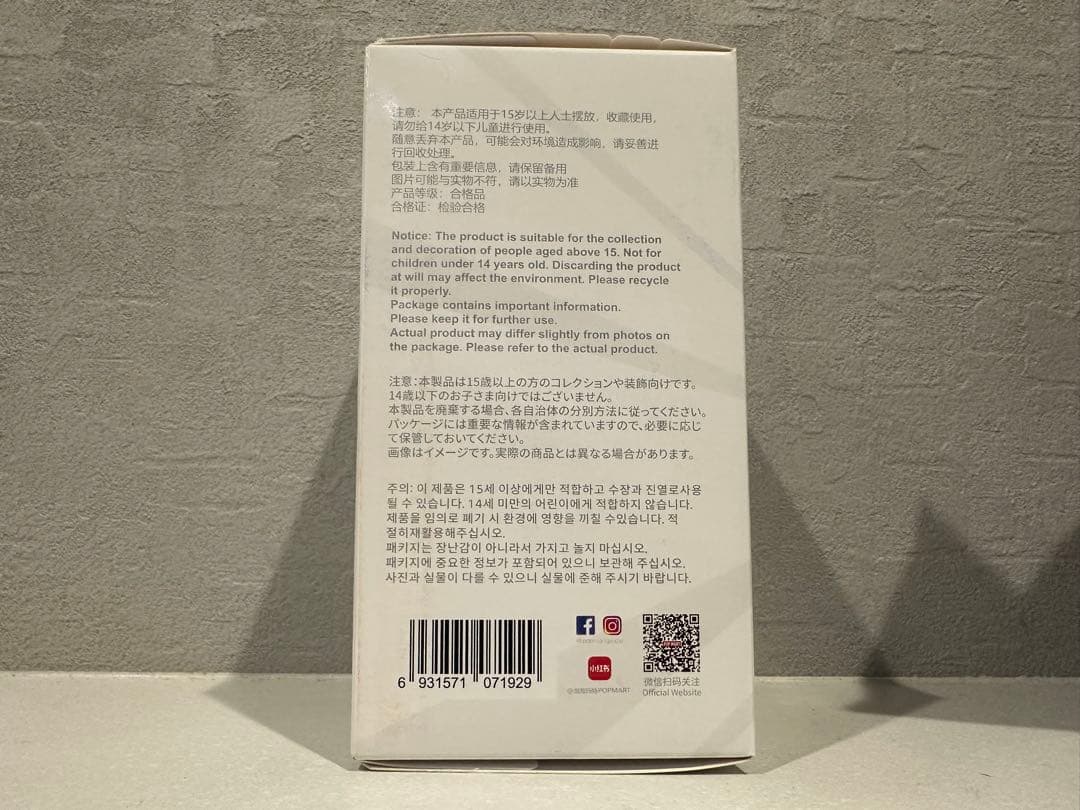 注意： 本产品适用于15岁以上人士摆放，收藏使用，
请勿给14岁以下儿童进行使用。
随意丢弃本产品，可能会对环境造成影响，请妥善进
行回收处理。
包装上含有重要信息，请保留备用
图片可能与实物不符，请以实物为准
产品等级：合格品
合格证：检验合格
Notice: The product is suitable for the collection
and decoration of people aged above 15. Not for
children under 14 years old. Discarding the product
at will may affect the environment. Please recycle
it properly.
Package contains important information.
Please keep it for further use.
Actual product may differ slightly from photos on
the package. Please refer to the actual product.
注意：本製品は15歳以上の方のコレクションや装飾向けです。
14歳以下のお子さま向けではございません。
本製品を廃棄する場合、各自治体の分別方法に従ってください。
パッケージには重要な情報が含まれていますので、必要に応じ
て保管しておいてください。
画像はイメージです。実際の商品とは異なる場合があります。
주의: 이 제품은 15세 이상에게만 적합하고 수장과 진열로사용
될 수 있습니다. 14세 미만의 어린이에게 적합하지 않습니다.
제품을 임의로 폐기 시 환경에 영향을 끼칠 수있습니다. 적
절히재활용해주십시오.
패키지는 장난감이 아니라서 가지고 놀지 마십시오.
패키지에 중요한 정보가 포함되어 있으니 보관해 주십시오.
사진과 실물이 다를 수 있으니 실물에 준해 주시기 바랍니다.
小红书
POPMART
微信扫码关注
Official Website
6 931571 071929